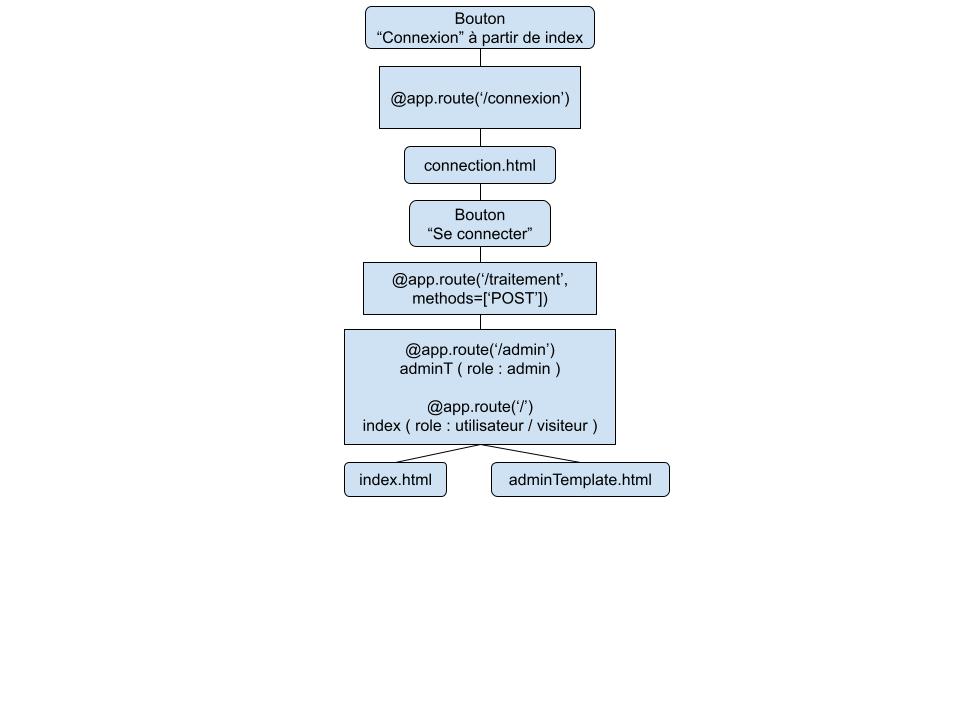 Bouton
“Connexion” à partir de index
@app.route(‘/connexion’)
connection.html
Bouton
“Se connecter”
@app.route(‘/traitement’,
methods=[‘POST’])
@app.route(‘/admin’)
adminT ( role : admin )
@app.route(‘/’)
index ( role : utilisateur / visiteur )
index.html
adminTemplate.html